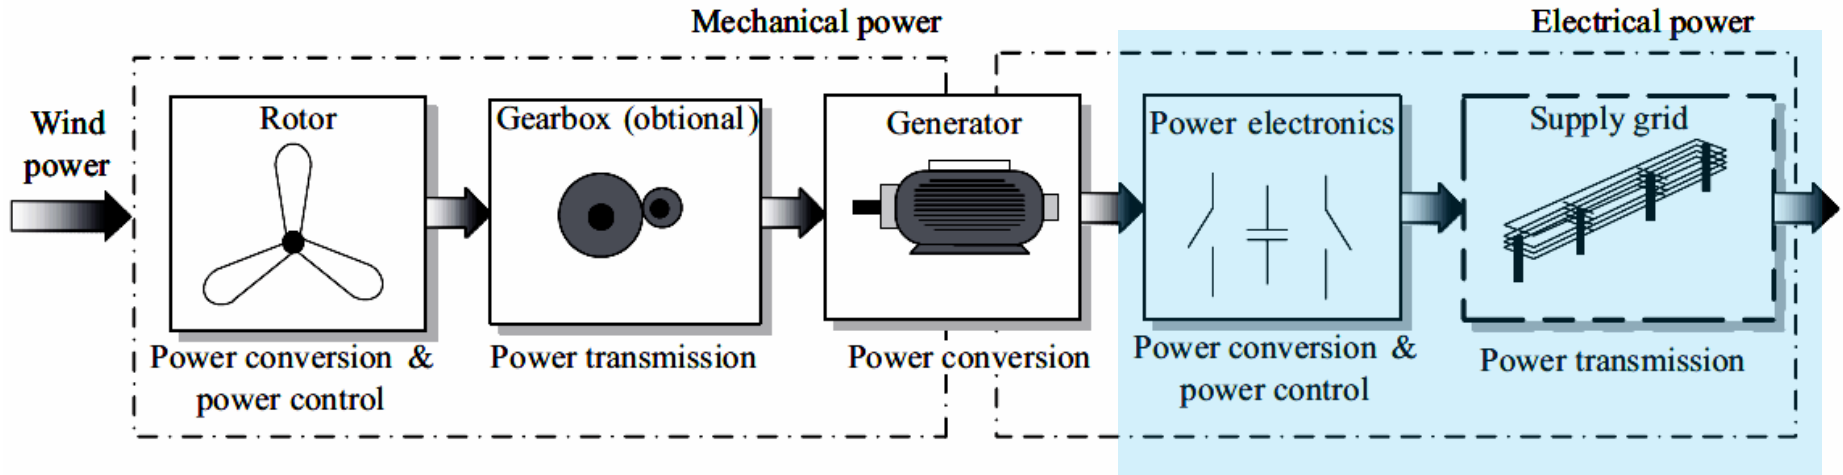 Mechanical power
Electrical power
Wind
power
Rotor
Gearbox (obtional)
Generator
Power electronics
Supply grid
Power conversion &
power control
Power transmission
Power conversion
Power conversion &
power control
Power transmission